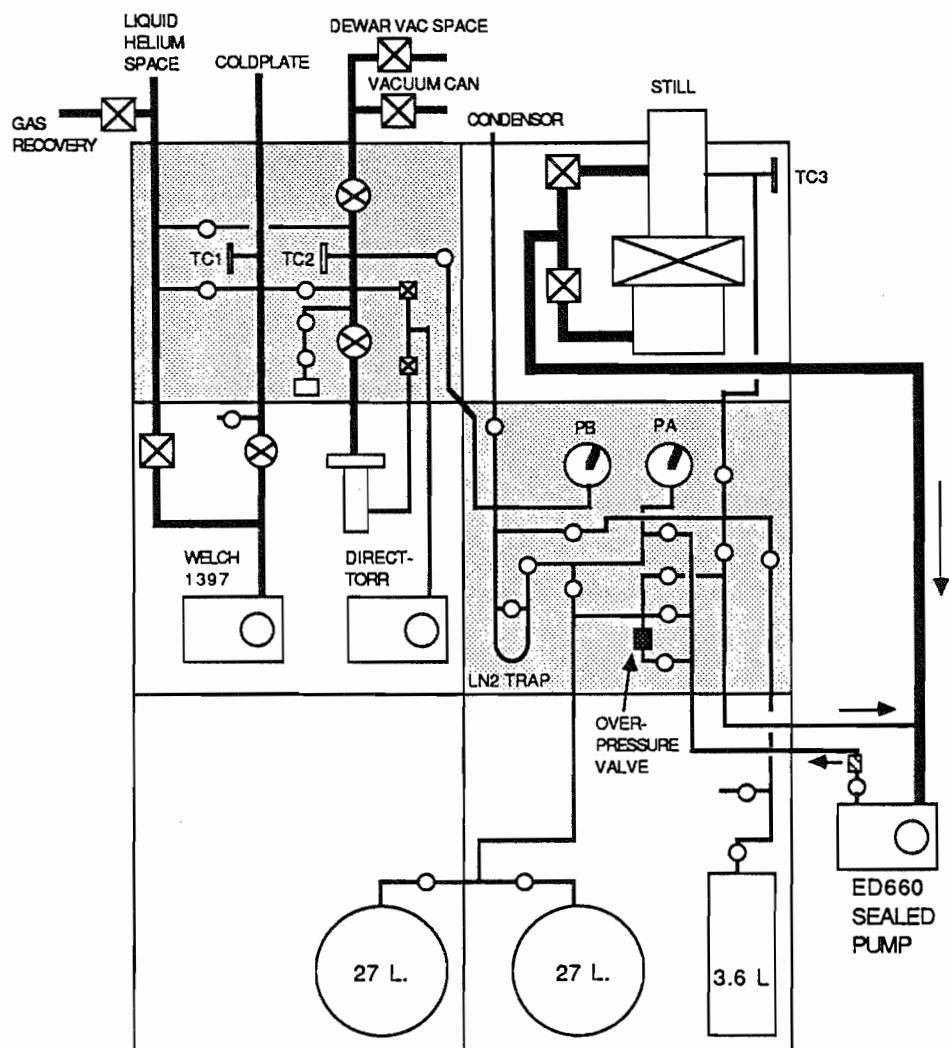 LIQUID
HELIUM
SPACE
COLDPLATE
DEWAR VAC SPACE
VACUUM CAN
CONDENSOR
STILL
GAS
RECOVERY
TC3
TC1
TC2
PB
PA
WELCH
1397
DIRECT-
TORR
LN2 TRAP
OVER-
PRESSURE
VALVE
ED660
SEALED
PUMP
27 L.
27 L.
3.6 L